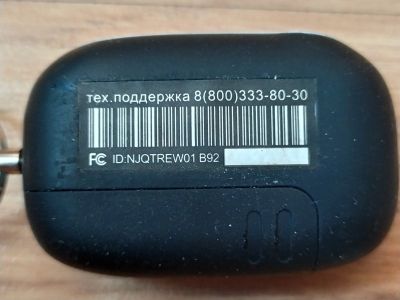 тех.поддержка 8(800)333-80-30
FC ID:NJQTREW01 B92